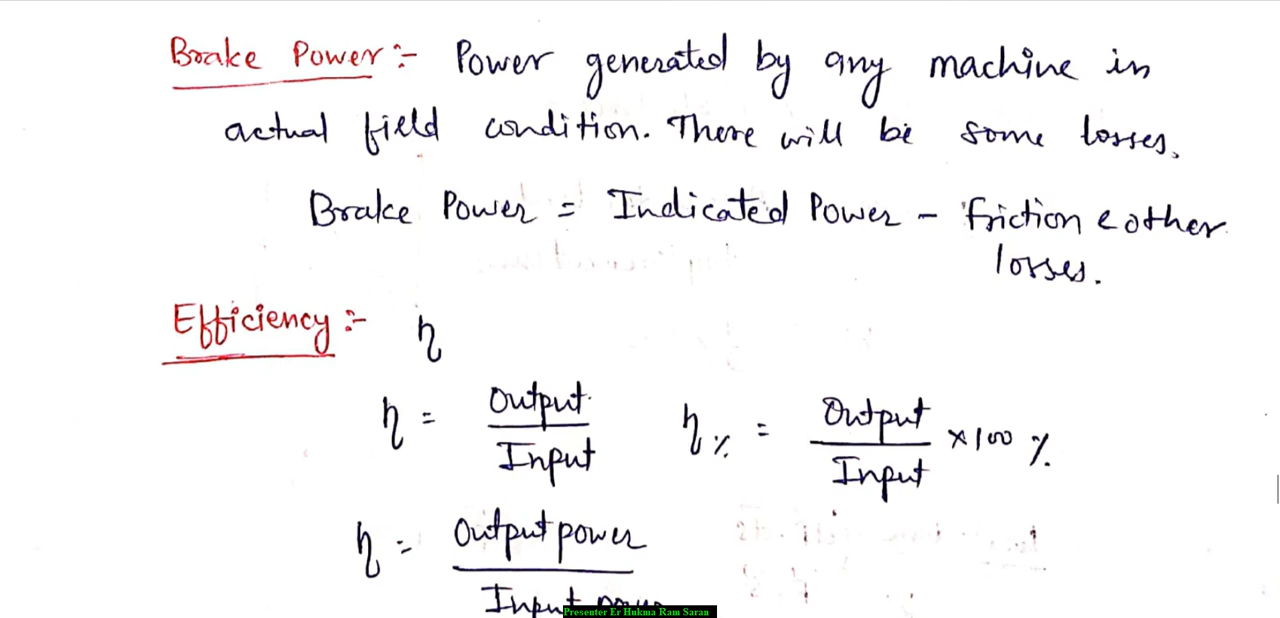 Brake Power :- Power generated by any machine in
actual field condition. There will be some losses.
Brake Power = Indicated Power - friction & other
losses.
Efficiency :- η
η = Output / Input    η% = Output / Input × 100 %
η = Output power / Input
Presenter Er Hukma Ram Saran